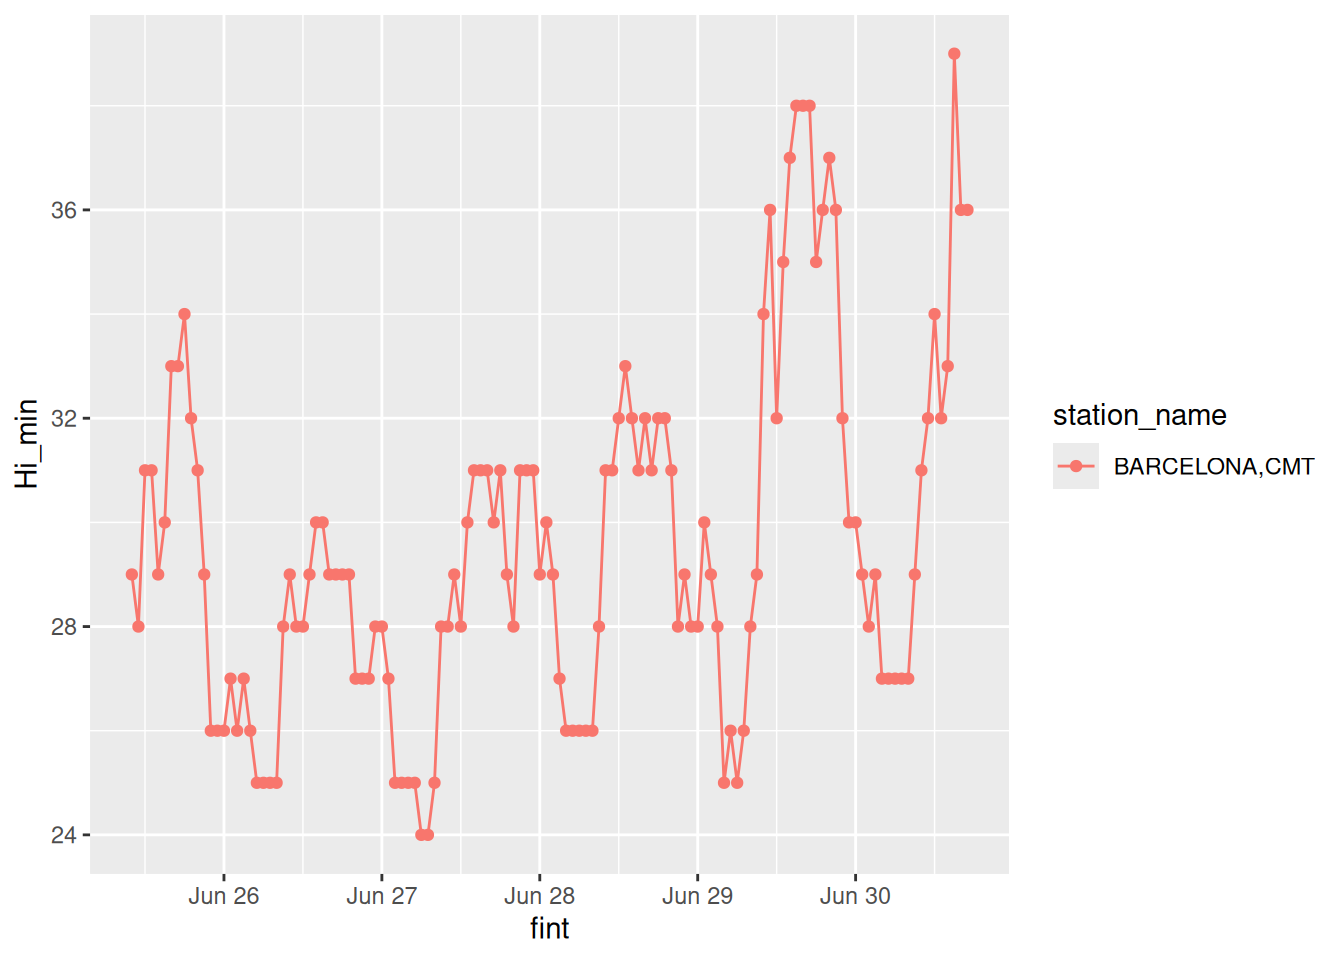 36
32
28
24
Hi_min
Jun 26
Jun 27
Jun 28
Jun 29
Jun 30
fint
station_name
BARCELONA,CMT